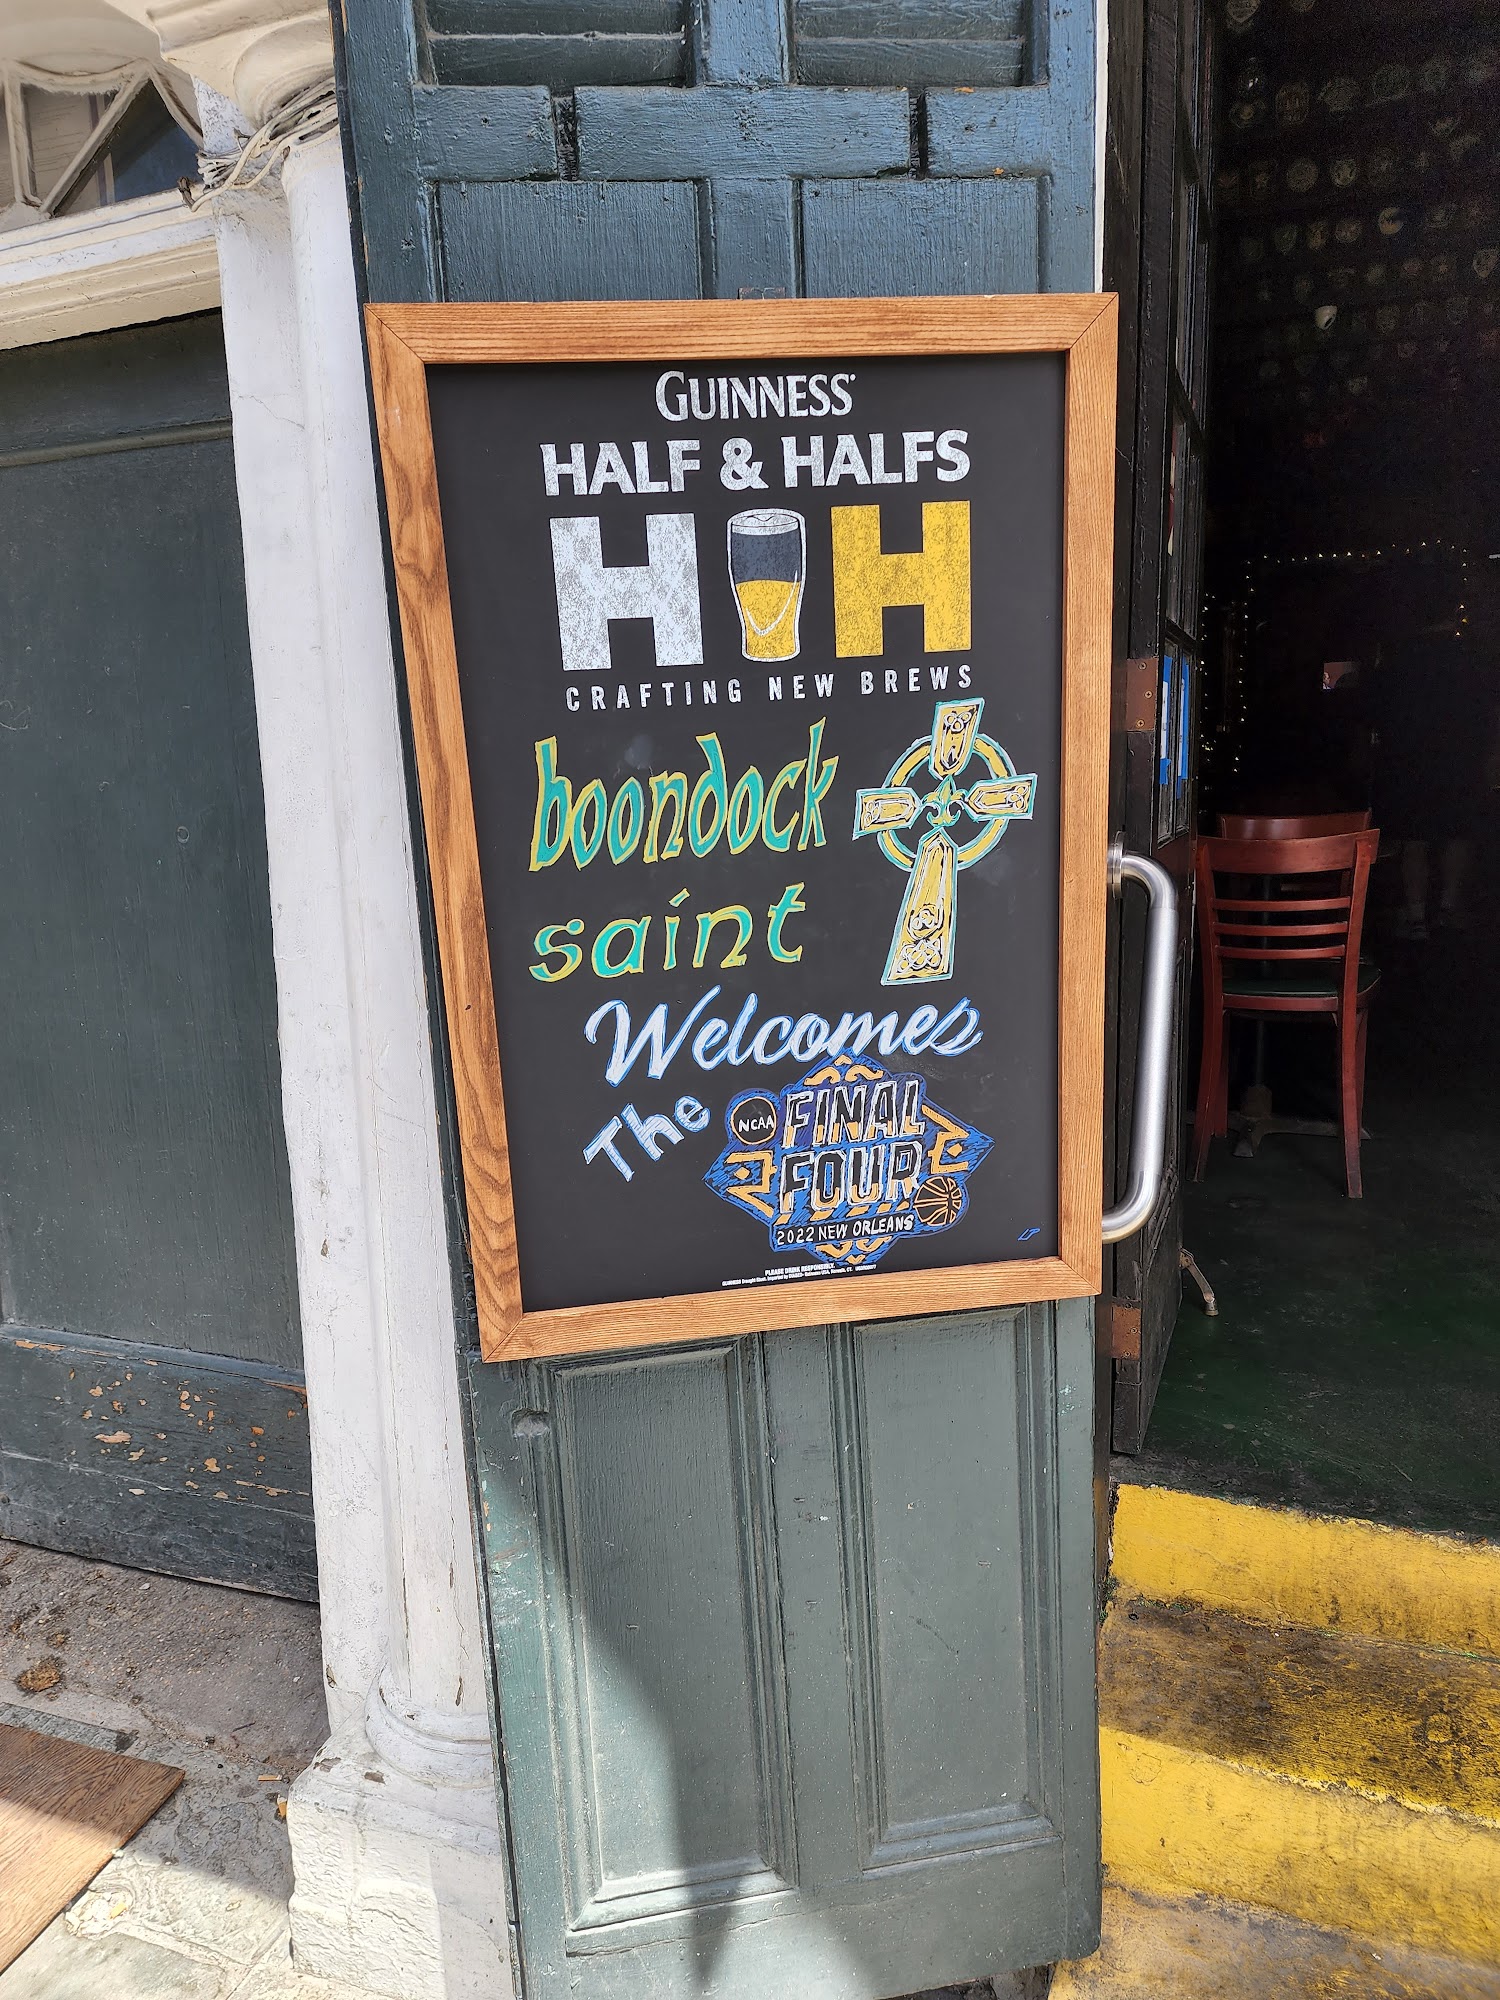 GUINNESS
HALF & HALFS
H H
CRAFTING NEW BREWS
boondock
saint
Welcomes
The
NCAA
FINAL
FOUR
2022 NEW ORLEANS
PLEASE DRINK RESPONSIBLY.